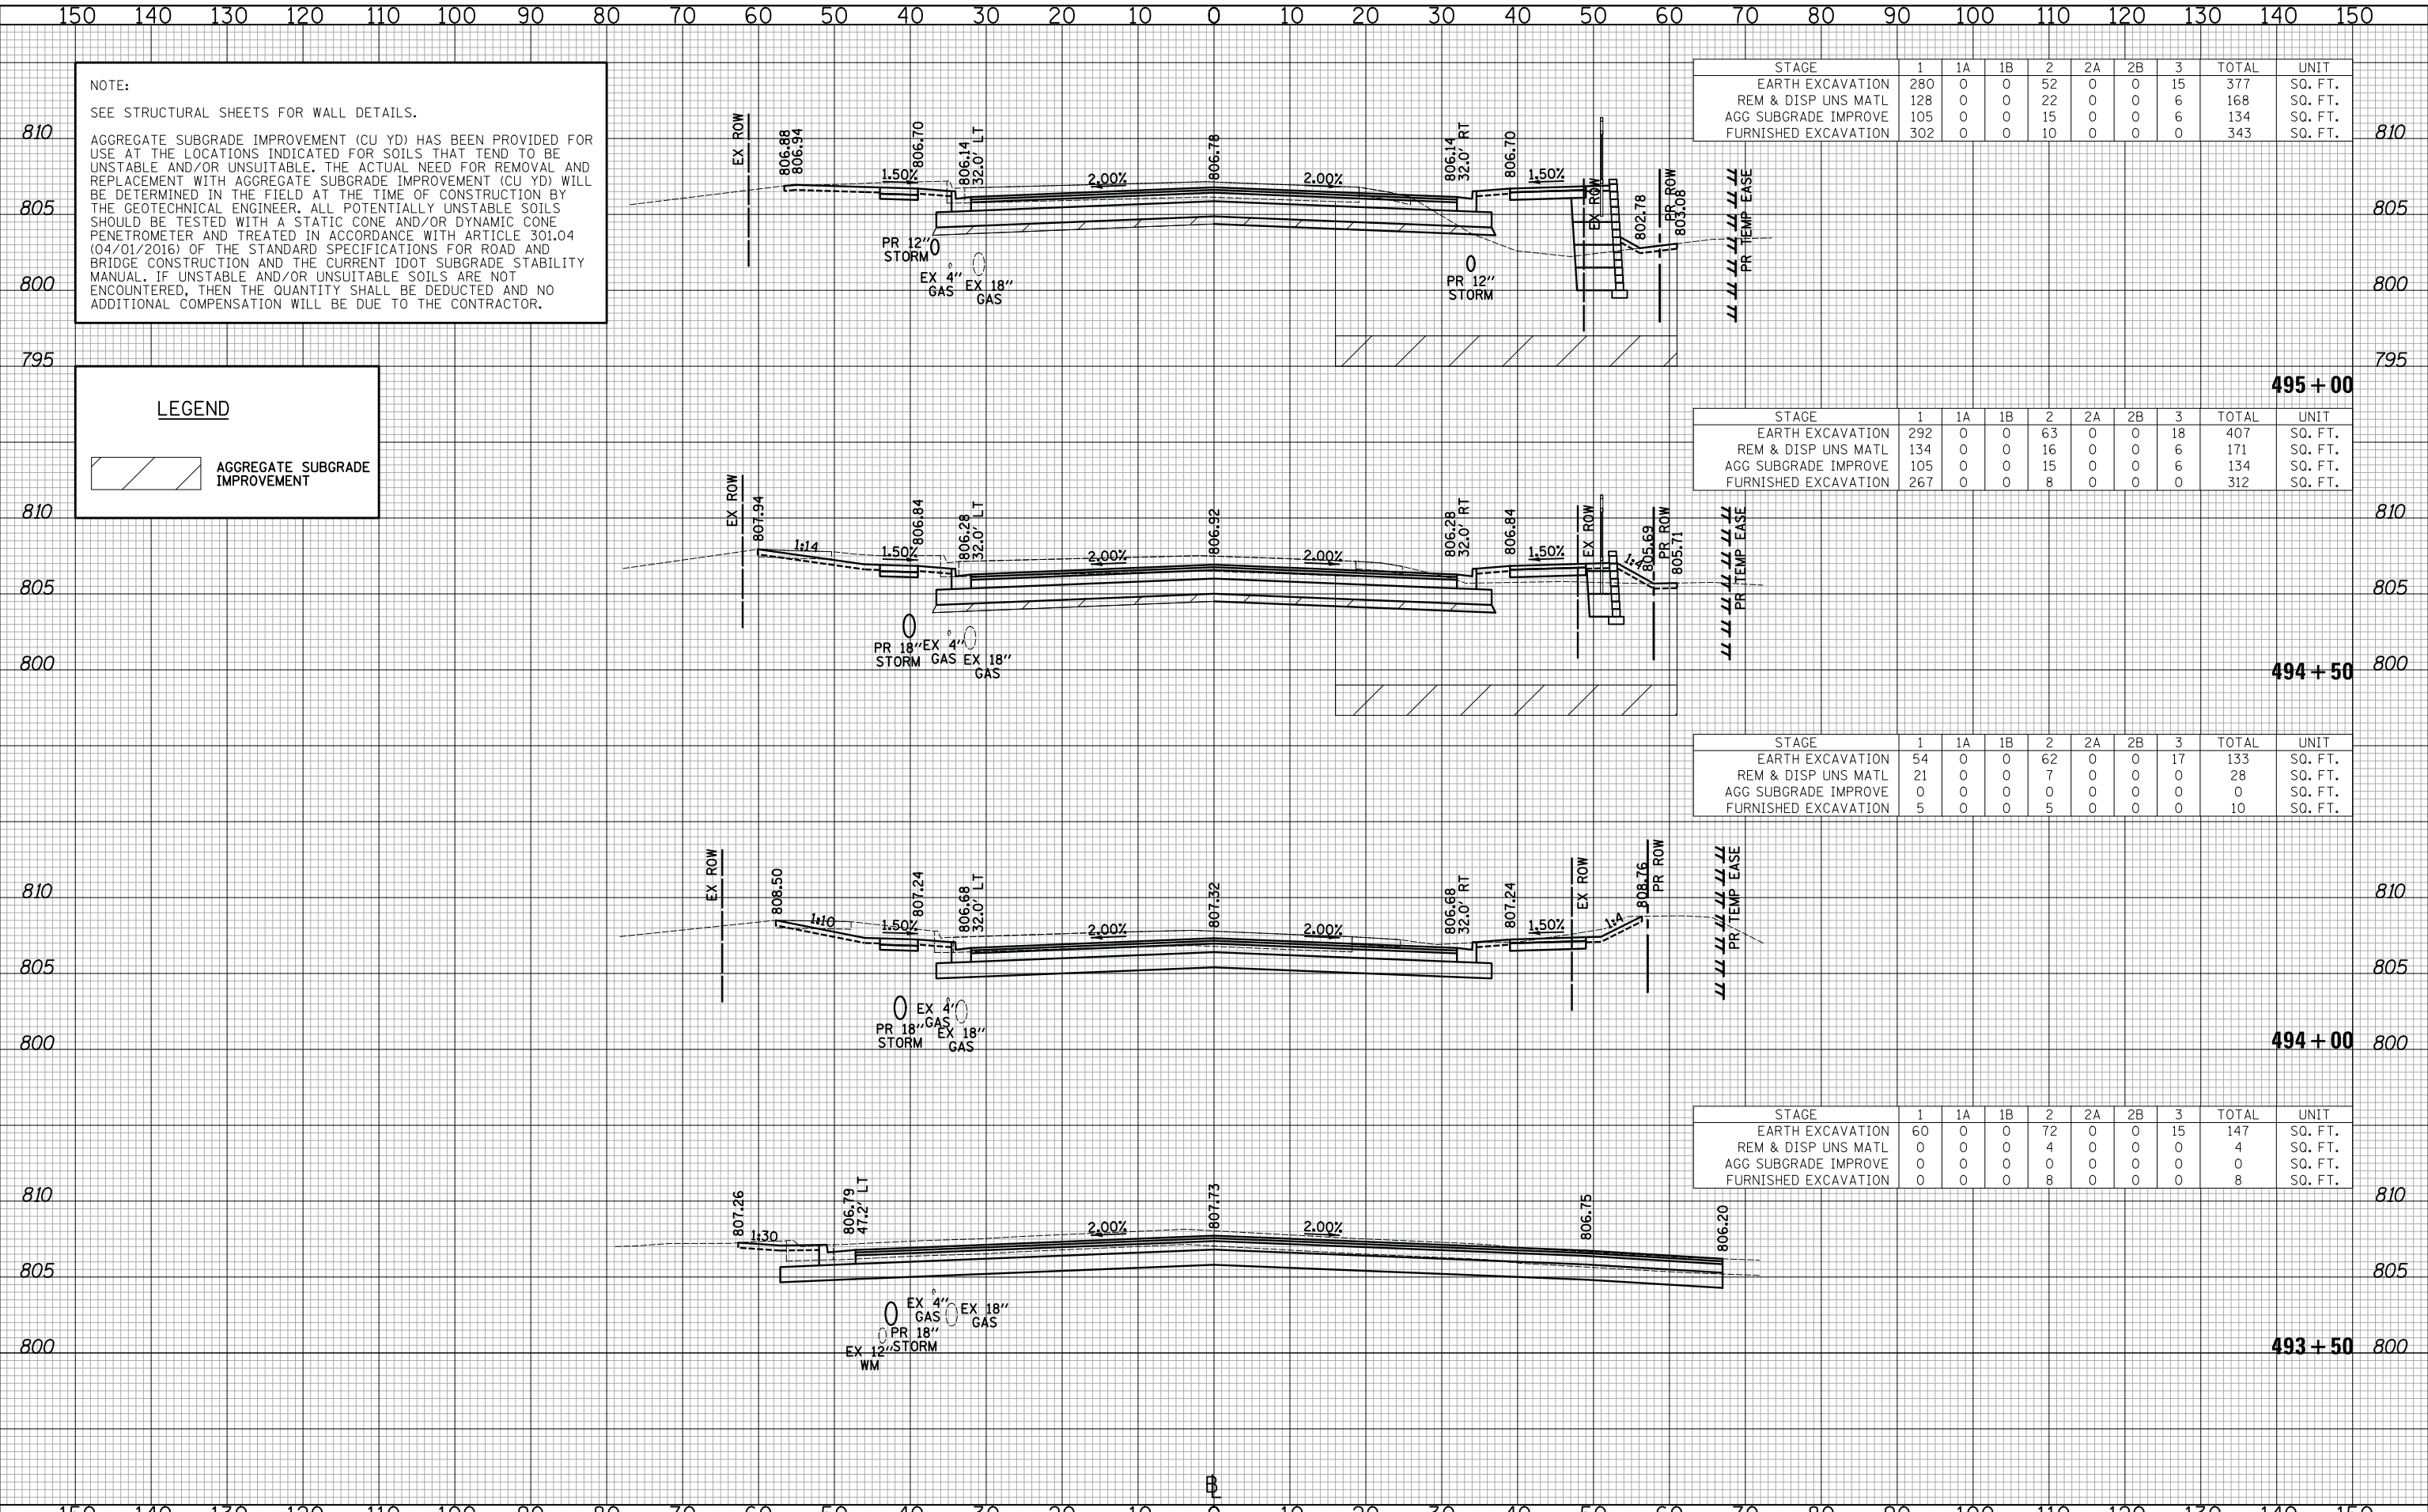 150 140 130 120 110 100 90 80 70 60 50 40 30 20 10 0 10 20 30 40 50 60 70 80 90 100 110 120 130 140 150
NOTE:
SEE STRUCTURAL SHEETS FOR WALL DETAILS.
AGGREGATE SUBGRADE IMPROVEMENT (CU YD) HAS BEEN PROVIDED FOR
USE AT THE LOCATIONS INDICATED FOR SOILS THAT TEND TO BE
UNSTABLE AND/OR UNSUITABLE. THE ACTUAL NEED FOR REMOVAL AND
REPLACEMENT WITH AGGREGATE SUBGRADE IMPROVEMENT (CU YD) WILL
BE DETERMINED IN THE FIELD AT THE TIME OF CONSTRUCTION BY
THE GEOTECHNICAL ENGINEER. ALL POTENTIALLY UNSTABLE SOILS
SHOULD BE TESTED WITH A STATIC CONE AND/OR DYNAMIC CONE
PENETROMETER AND TREATED IN ACCORDANCE WITH ARTICLE 301.04
(04/01/2016) OF THE STANDARD SPECIFICATIONS FOR ROAD AND
BRIDGE CONSTRUCTION AND THE CURRENT IDOT SUBGRADE STABILITY
MANUAL. IF UNSTABLE AND/OR UNSUITABLE SOILS ARE NOT
ENCOUNTERED, THEN THE QUANTITY SHALL BE DEDUCTED AND NO
ADDITIONAL COMPENSATION WILL BE DUE TO THE CONTRACTOR.
LEGEND
AGGREGATE SUBGRADE
IMPROVEMENT
STAGE 1 1A 1B 2 2A 2B 3 TOTAL UNIT
EARTH EXCAVATION 280 0 0 52 0 0 15 377 SQ. FT.
REM & DISP UNS MATL 128 0 0 22 0 0 6 168 SQ. FT.
AGG SUBGRADE IMPROVE 105 0 0 15 0 0 6 134 SQ. FT.
FURNISHED EXCAVATION 302 0 0 10 0 0 0 343 SQ. FT.
810 810
805 805
800 800
795 795
EX ROW
806.88
806.94
806.70
806.14
32.0' LT
806.78
806.14
32.0' RT
806.70
EX ROW
802.78
PR ROW
803.08
PR TEMP EASE
1.50%
2.00%
2.00%
1.50%
PR 12"
STORM
EX 4"
GAS
EX 18"
GAS
PR 12"
STORM
495+00
STAGE 1 1A 1B 2 2A 2B 3 TOTAL UNIT
EARTH EXCAVATION 292 0 0 63 0 0 18 407 SQ. FT.
REM & DISP UNS MATL 134 0 0 16 0 0 6 171 SQ. FT.
AGG SUBGRADE IMPROVE 105 0 0 15 0 0 6 134 SQ. FT.
FURNISHED EXCAVATION 267 0 0 8 0 0 0 312 SQ. FT.
810 810
805 805
800 800
EX ROW
807.94
1:14
1.50%
806.84
806.28
32.0' LT
2.00%
806.92
2.00%
806.28
32.0' RT
806.84
1.50%
EX ROW
1:4
805.69
PR ROW
805.71
PR TEMP EASE
PR 18"
STORM
EX 4"
GAS
EX 18"
GAS
494+50
STAGE 1 1A 1B 2 2A 2B 3 TOTAL UNIT
EARTH EXCAVATION 54 0 0 62 0 0 17 133 SQ. FT.
REM & DISP UNS MATL 21 0 0 7 0 0 0 28 SQ. FT.
AGG SUBGRADE IMPROVE 0 0 0 0 0 0 0 0 SQ. FT.
FURNISHED EXCAVATION 5 0 0 5 0 0 0 10 SQ. FT.
810 810
805 805
800 800
EX ROW
808.50
1:10
1.50%
807.24
806.68
32.0' LT
2.00%
807.32
2.00%
806.68
32.0' RT
807.24
1.50%
EX ROW
1:4
808.76
PR ROW
PR TEMP EASE
PR 18"
STORM
EX 4"
GAS
EX 18"
GAS
494+00
STAGE 1 1A 1B 2 2A 2B 3 TOTAL UNIT
EARTH EXCAVATION 60 0 0 72 0 0 15 147 SQ. FT.
REM & DISP UNS MATL 0 0 0 4 0 0 0 4 SQ. FT.
AGG SUBGRADE IMPROVE 0 0 0 0 0 0 0 0 SQ. FT.
FURNISHED EXCAVATION 0 0 0 8 0 0 0 8 SQ. FT.
810 810
805 805
800 800
807.26
1:30
806.79
47.2' LT
2.00%
807.73
2.00%
806.75
806.20
EX 4"
GAS
EX 18"
GAS
PR 18"
STORM
EX 12"
WM
493+50
BL
150 140 130 120 110 100 90 80 70 60 50 40 30 20 10 0 10 20 30 40 50 60 70 80 90 100 110 120 130 140 150